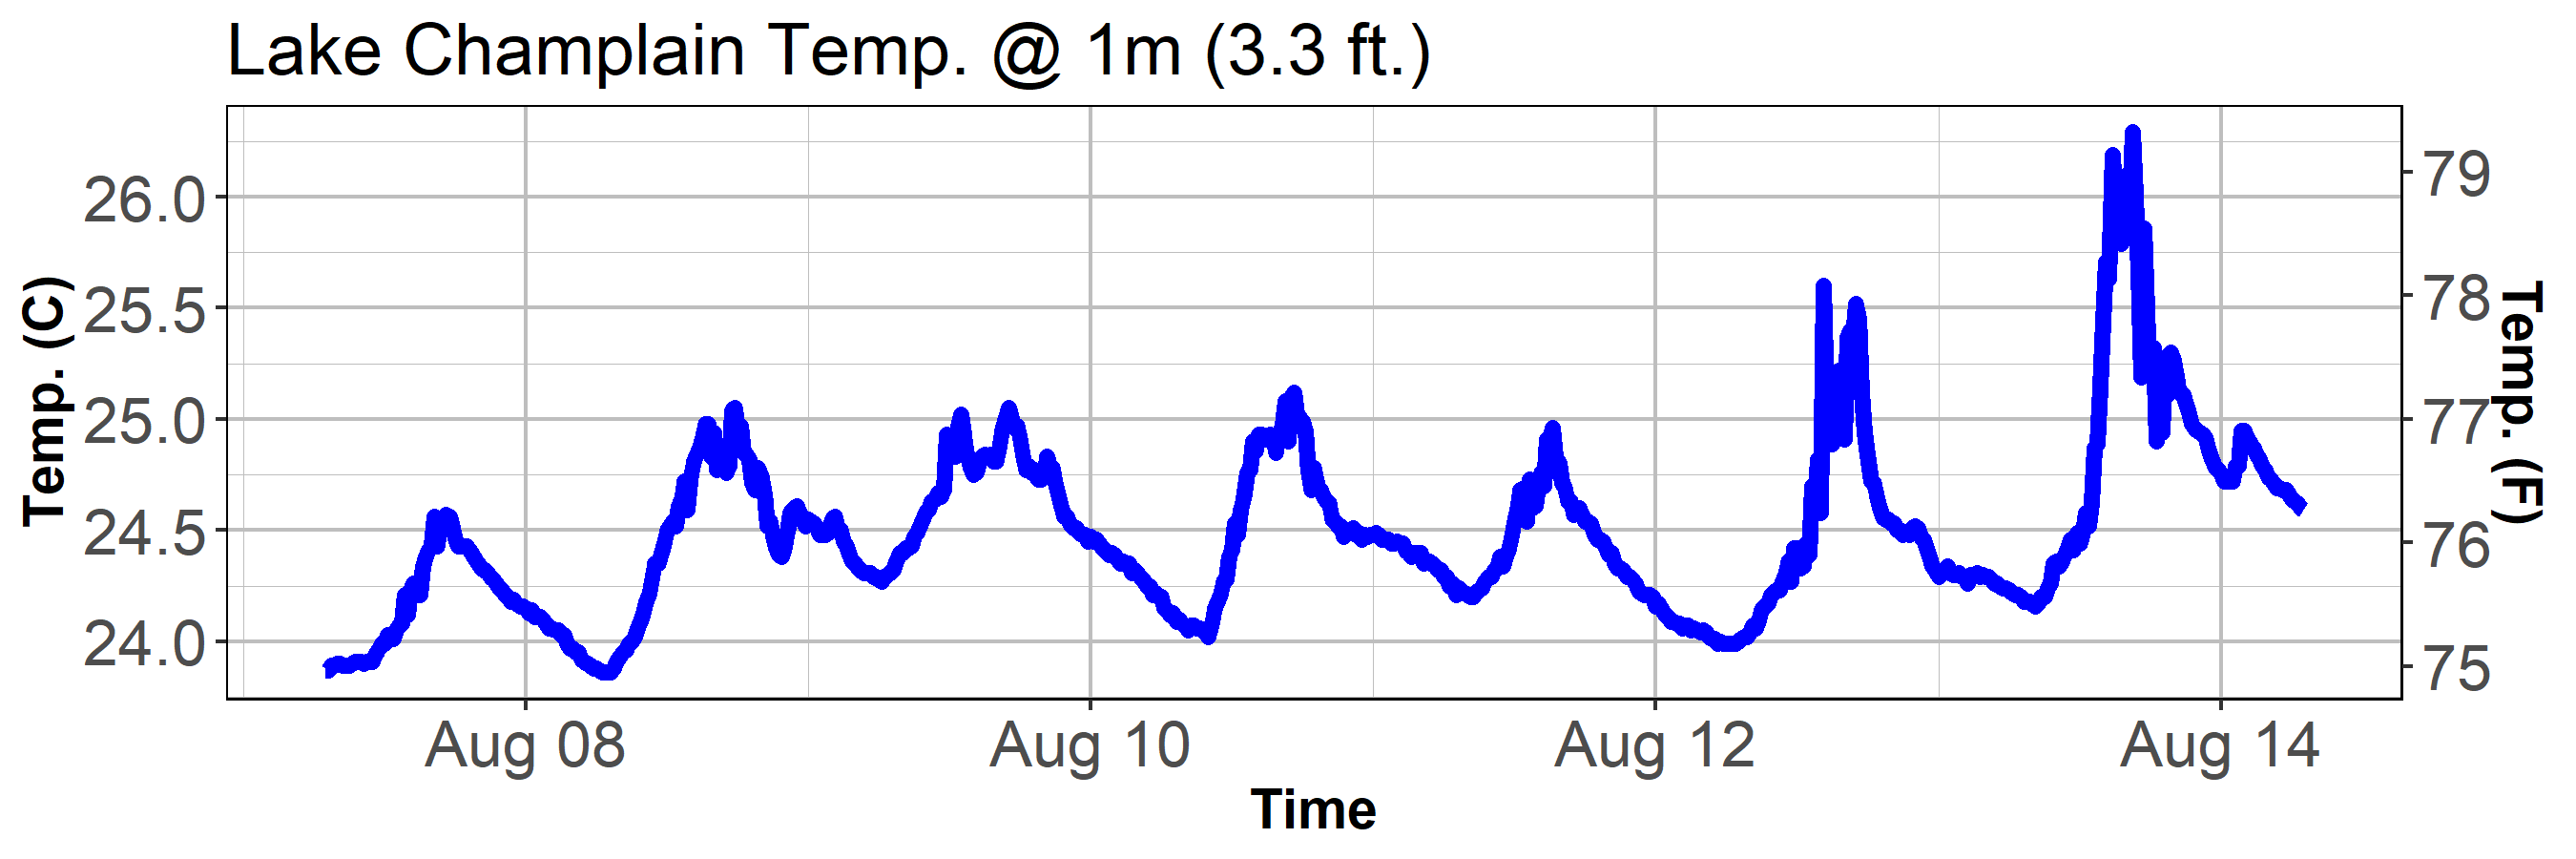 Lake Champlain Temp. @ 1m (3.3 ft.)
Temp. (C)
26.0
25.5
25.0
24.5
24.0
79
78
77
76
75
Temp. (F)
Aug 08
Aug 10
Aug 12
Aug 14
Time